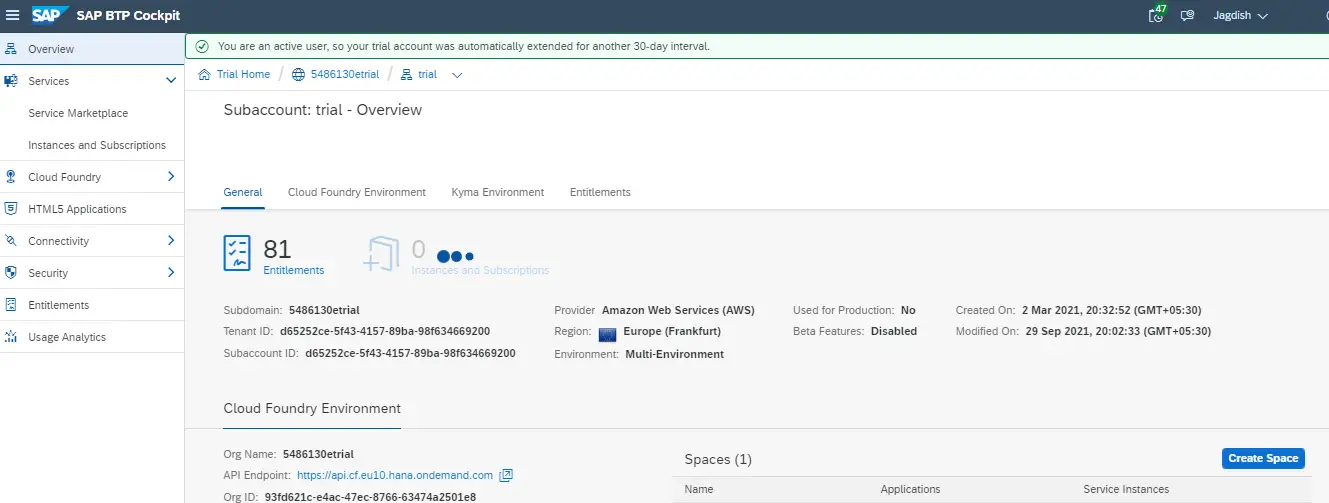 SAP SAP BTP Cockpit 47 Jagdish
Overview
Services
Service Marketplace
Instances and Subscriptions
Cloud Foundry
HTML5 Applications
Connectivity
Security
Entitlements
Usage Analytics
You are an active user, so your trial account was automatically extended for another 30-day interval.
Trial Home / 5486130etrial / trial
Subaccount: trial - Overview
General Cloud Foundry Environment Kyma Environment Entitlements
81 Entitlements
0 Instances and Subscriptions
Subdomain: 5486130etrial
Tenant ID: d65252ce-5f43-4157-89ba-98f634669200
Subaccount ID: d65252ce-5f43-4157-89ba-98f634669200
Provider Amazon Web Services (AWS)
Region: Europe (Frankfurt)
Environment: Multi-Environment
Used for Production: No
Beta Features: Disabled
Created On: 2 Mar 2021, 20:32:52 (GMT+05:30)
Modified On: 29 Sep 2021, 20:02:33 (GMT+05:30)
Cloud Foundry Environment
Org Name: 5486130etrial
API Endpoint: https://api.cf.eu10.hana.ondemand.com
Org ID: 93fd621c-e4ac-47ec-8766-63474a2501e8
Spaces (1) Create Space
Name Applications Service Instances